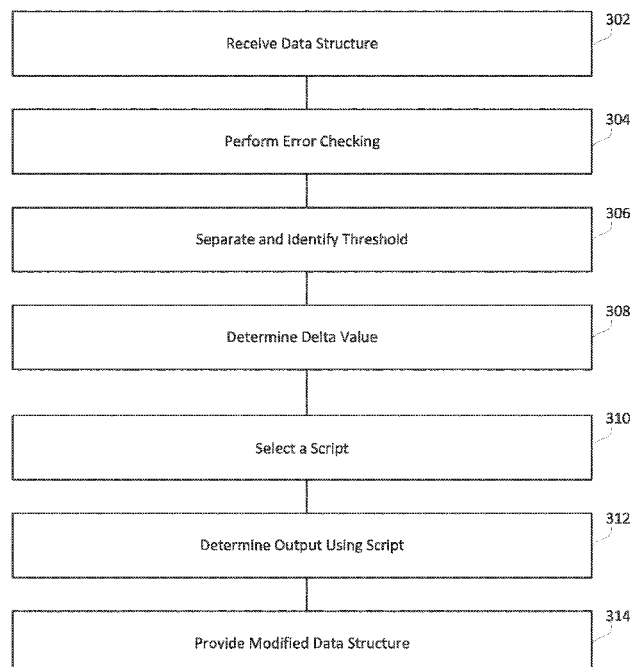 302
Receive Data Structure
304
Perform Error Checking
306
Separate and Identify Threshold
308
Determine Delta Value
310
Select a Script
312
Determine Output Using Script
314
Provide Modified Data Structure